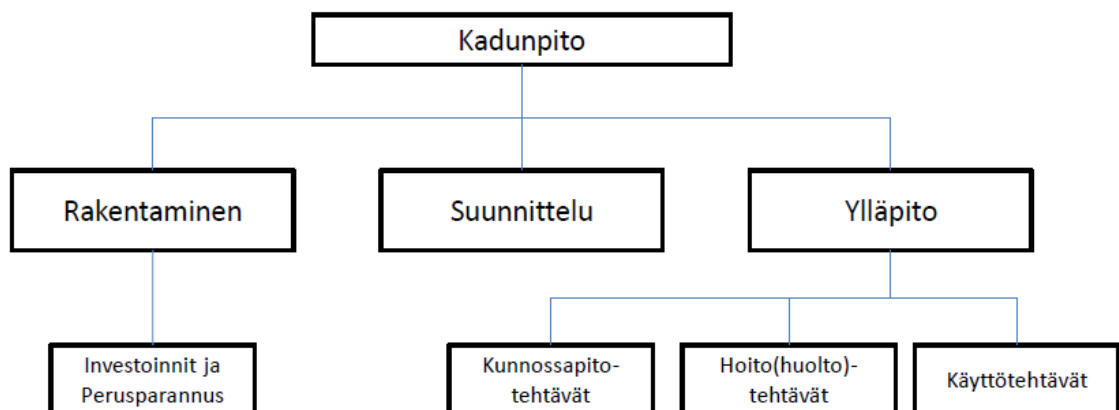 Kadunpito
Rakentaminen
Suunnittelu
Ylläpito
Investoinnit ja
Perusparannus
Kunnossapito-
tehtävät
Hoito(huolto)-
tehtävät
Käyttötehtävät